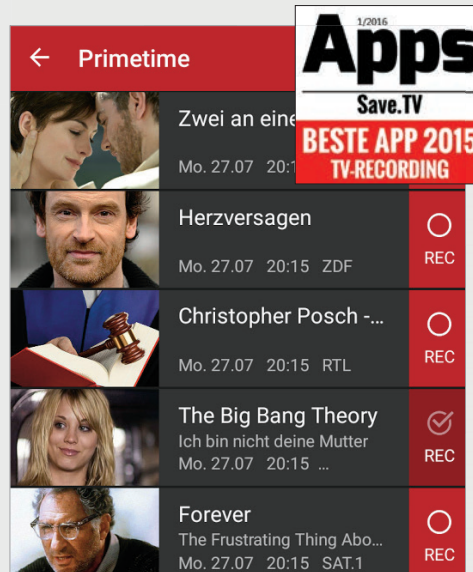 1/2016
Apps
Save.TV
BESTE APP 2015
TV-RECORDING
← Primetime
Zwei an eine
Mo. 27.07
Herzversagen
Mo. 27.07 20:15 ZDF
REC
Christopher Posch -...
Mo. 27.07 20:15 RTL
REC
The Big Bang Theory
Ich bin nicht deine Mutter
Mo. 27.07 20:15 ...
REC
Forever
The Frustrating Thing Abo...
Mo. 27.07 20:15 SAT.1
REC